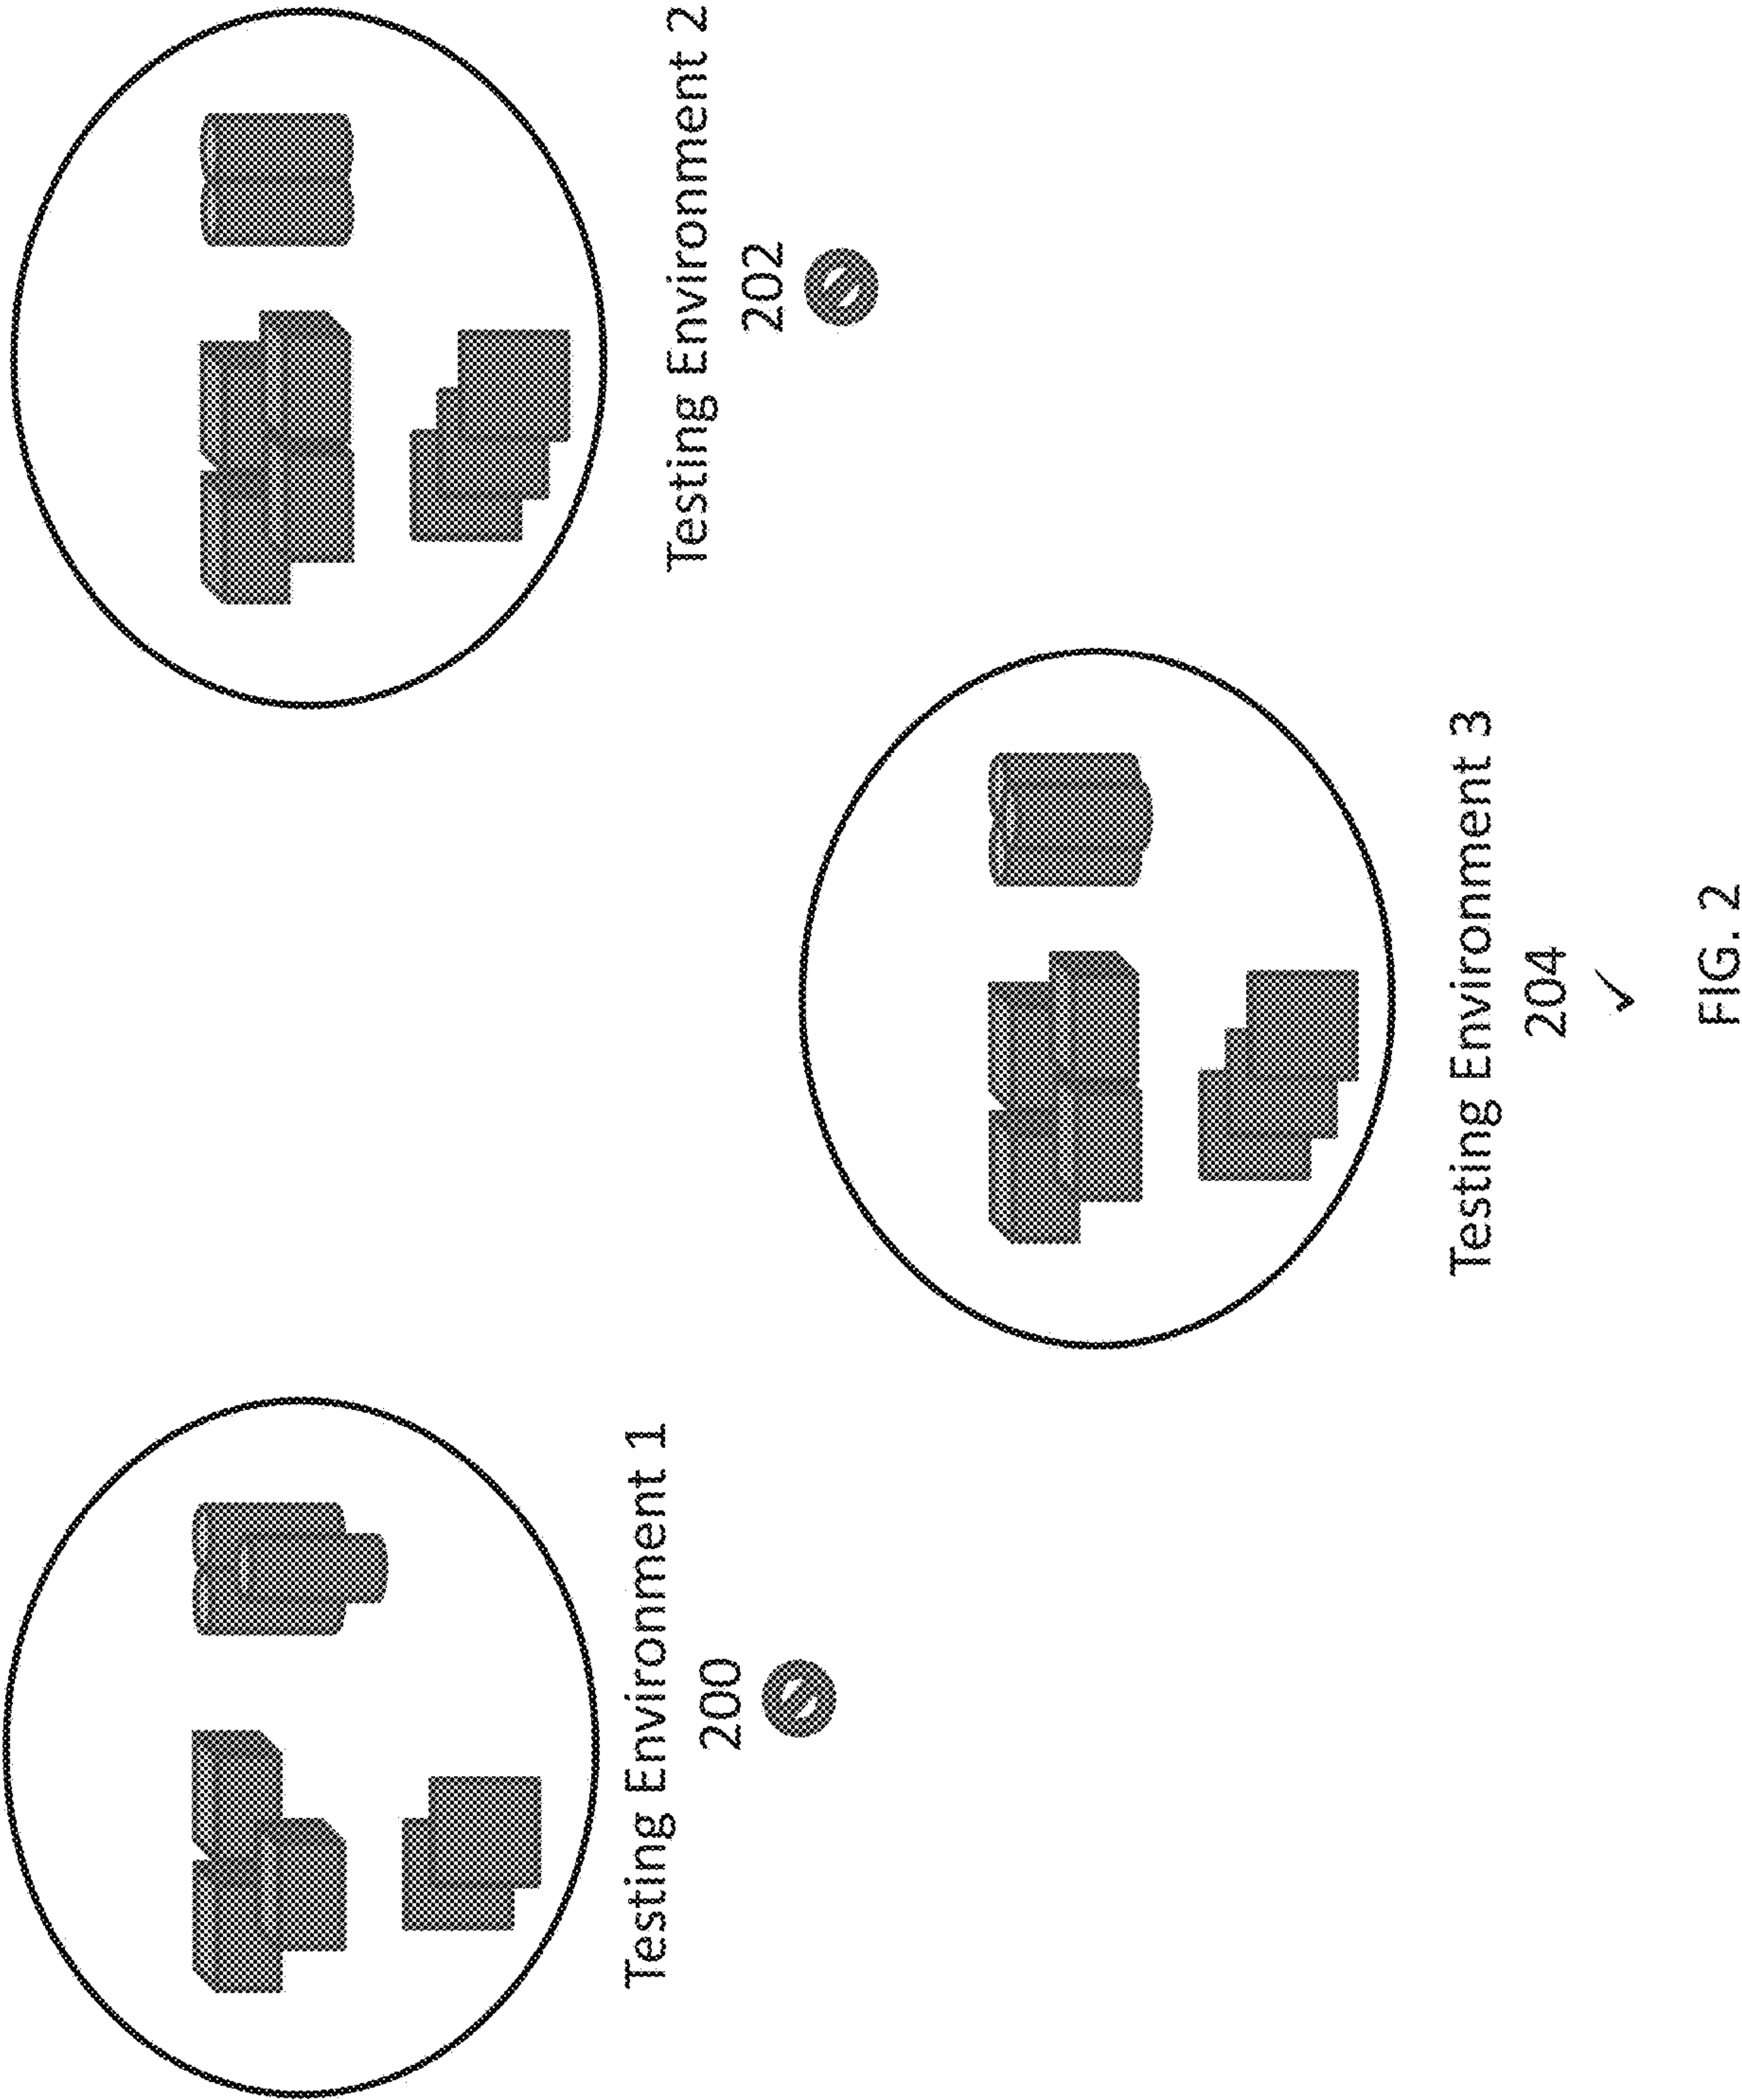 Testing Environment 1
200
Testing Environment 2
202
Testing Environment 3
204
FIG. 2